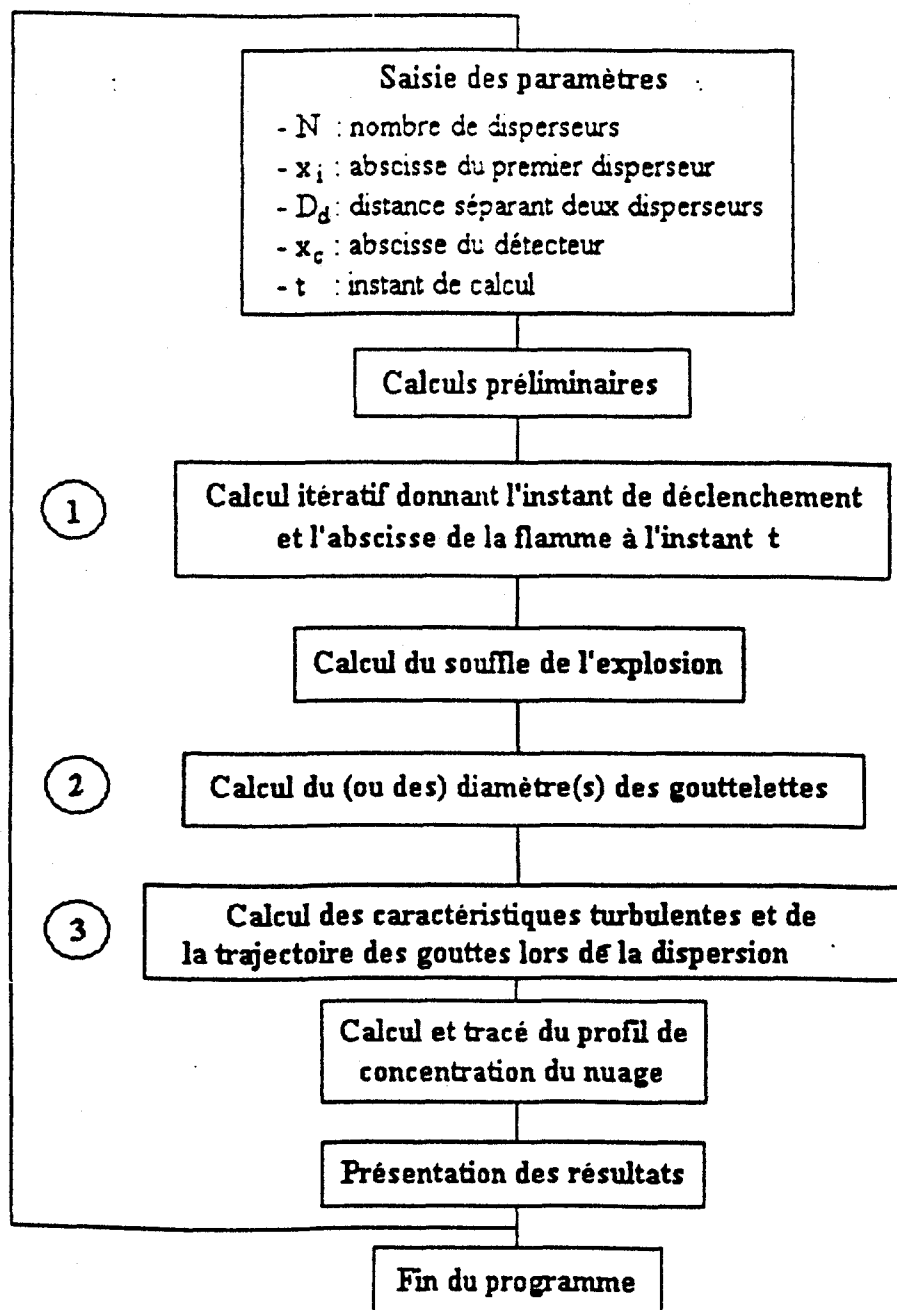 Saisie des paramètres
- N : nombre de disperseurs
- xi : abscisse du premier disperseur
- Dd : distance séparant deux disperseurs
- xc : abscisse du détecteur
- t : instant de calcul
Calculs préliminaires
1
Calcul itératif donnant l'instant de déclenchement
et l'abscisse de la flamme à l'instant t
Calcul du souffle de l'explosion
2
Calcul du (ou des) diamètre(s) des gouttelettes
3
Calcul des caractéristiques turbulentes et de
la trajectoire des gouttes lors de la dispersion
Calcul et tracé du profil de
concentration du nuage
Présentation des résultats
Fin du programme